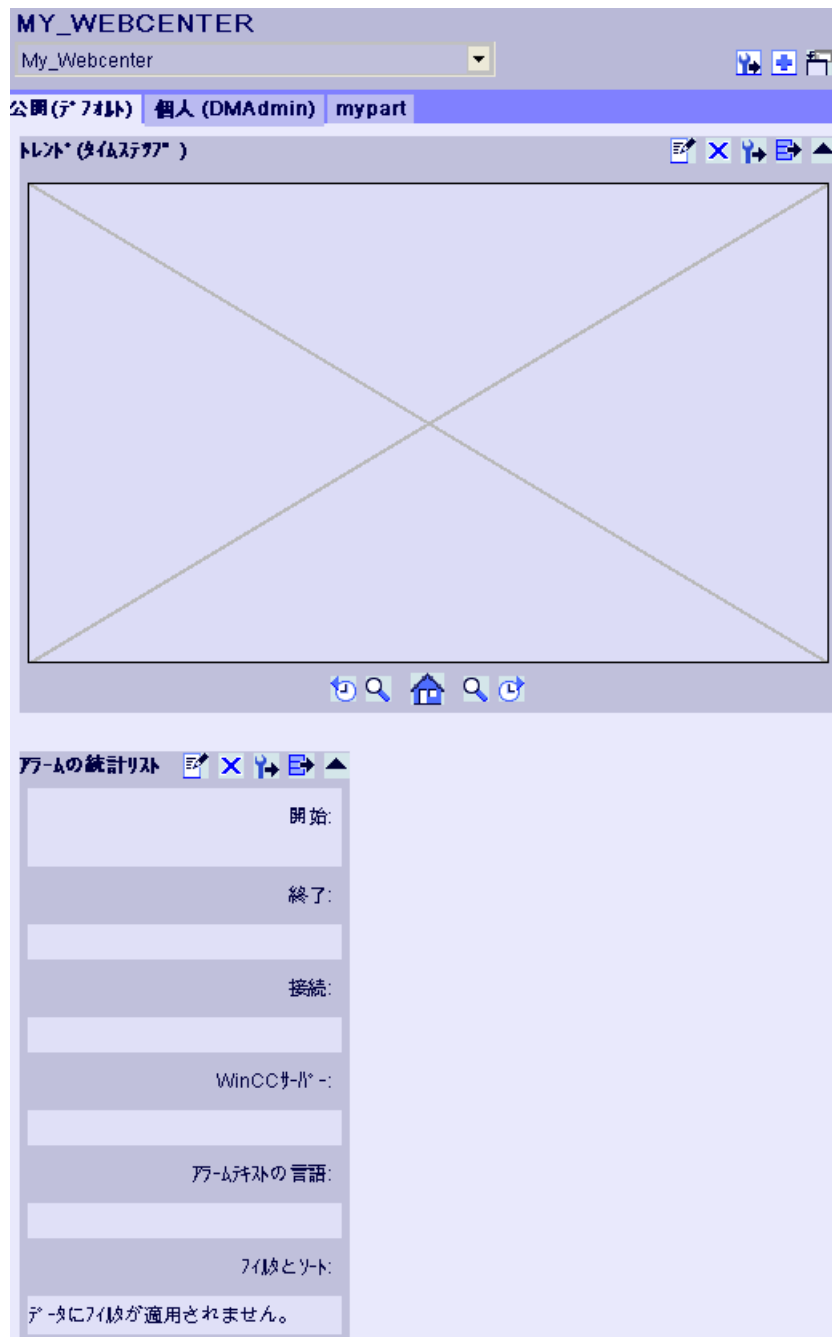 MY_WEBCENTER
My_Webcenter
公開(ﾃﾞﾌｫﾙﾄ) 個人 (DMAdmin) mypart
ﾄﾚﾝﾄﾞ(ﾀｲﾑｽﾃｯﾌﾟ)
ｱﾗｰﾑの統計ﾘｽﾄ
開始:
終了:
接続:
WinCCｻｰﾊﾞｰ:
ｱﾗｰﾑﾃｷｽﾄの言語:
ﾌｨﾙﾀとｿｰﾄ:
ﾃﾞｰﾀにﾌｨﾙﾀが適用されません。